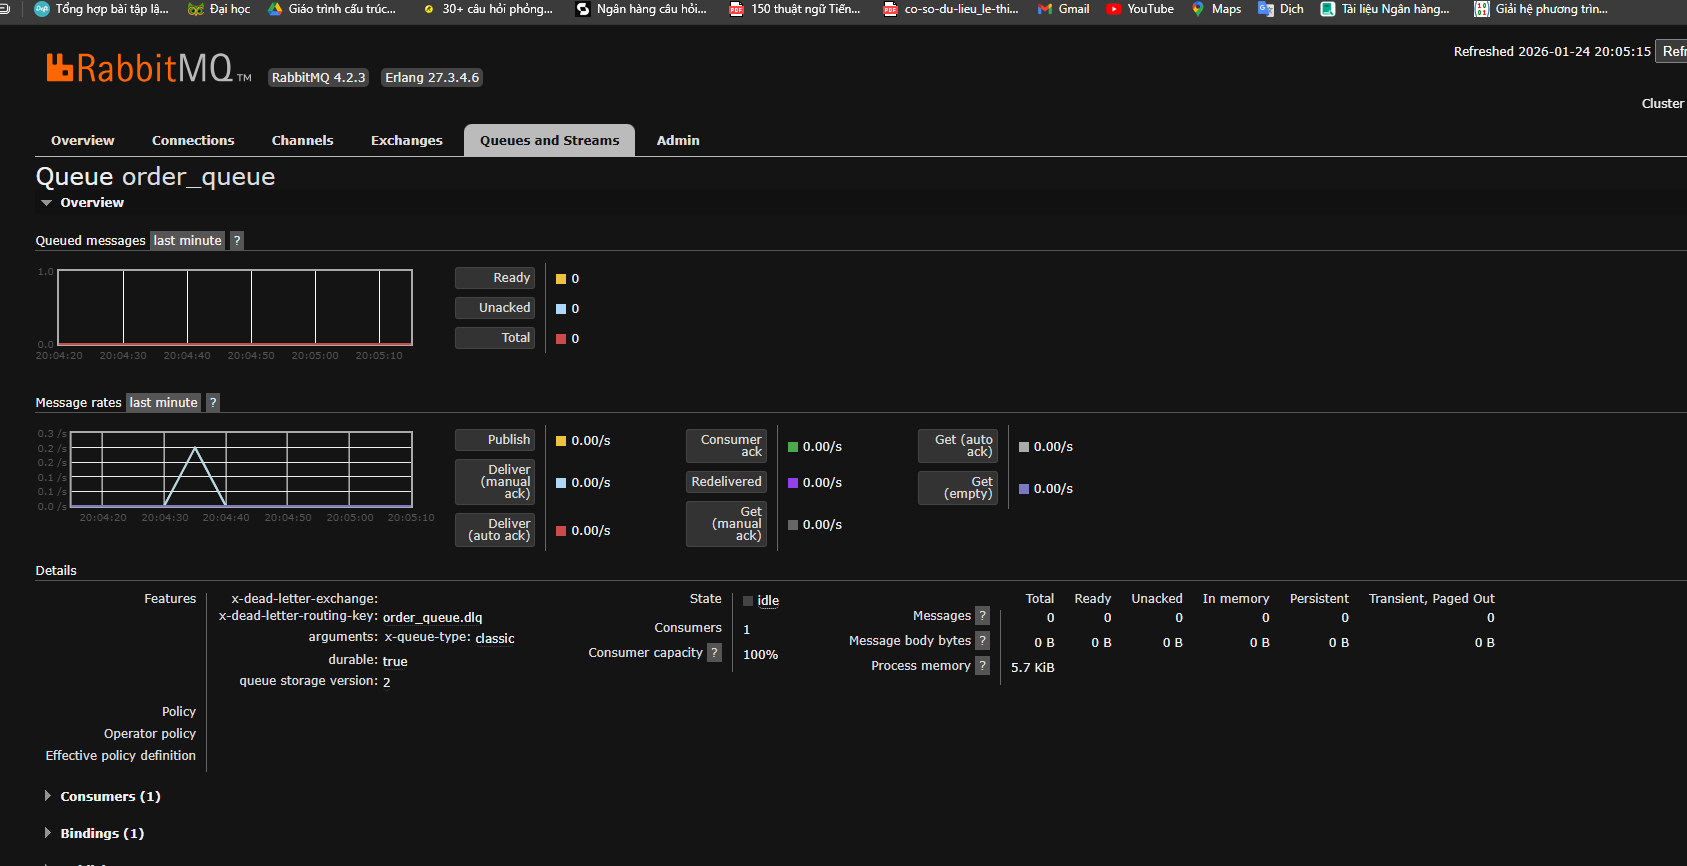 Tổng hợp bài tập lậ... Đại học Giáo trình cấu trúc... 30+ câu hỏi phỏng... Ngân hàng câu hỏi... 150 thuật ngữ Tiến... co-so-du-lieu_le-thi... Gmail YouTube Maps Dịch Tài liệu Ngân hàng... Giải hệ phương trìn...
RabbitMQ TM RabbitMQ 4.2.3 Erlang 27.3.4.6
Refreshed 2026-01-24 20:05:15 Refr
Cluster
Overview Connections Channels Exchanges Queues and Streams Admin
Queue order_queue
Overview
Queued messages last minute ?
1.0
0.0
20:04:20 20:04:30 20:04:40 20:04:50 20:05:00 20:05:10
Ready 0
Unacked 0
Total 0
Message rates last minute ?
0.3 /s
0.2 /s
0.2 /s
0.1 /s
0.1 /s
0.0 /s
20:04:20 20:04:30 20:04:40 20:04:50 20:05:00 20:05:10
Publish 0.00/s
Deliver (manual ack) 0.00/s
Deliver (auto ack) 0.00/s
Consumer ack 0.00/s
Redelivered 0.00/s
Get (manual ack) 0.00/s
Get (auto ack) 0.00/s
Get (empty) 0.00/s
Details
Features
x-dead-letter-exchange:
x-dead-letter-routing-key: order_queue.dlq
arguments: x-queue-type: classic
durable: true
queue storage version: 2
Policy
Operator policy
Effective policy definition
State idle
Consumers 1
Consumer capacity ? 100%
Total Ready Unacked In memory Persistent Transient, Paged Out
Messages ? 0 0 0 0 0 0
Message body bytes ? 0 B 0 B 0 B 0 B 0 B 0 B
Process memory ? 5.7 KiB
Consumers (1)
Bindings (1)